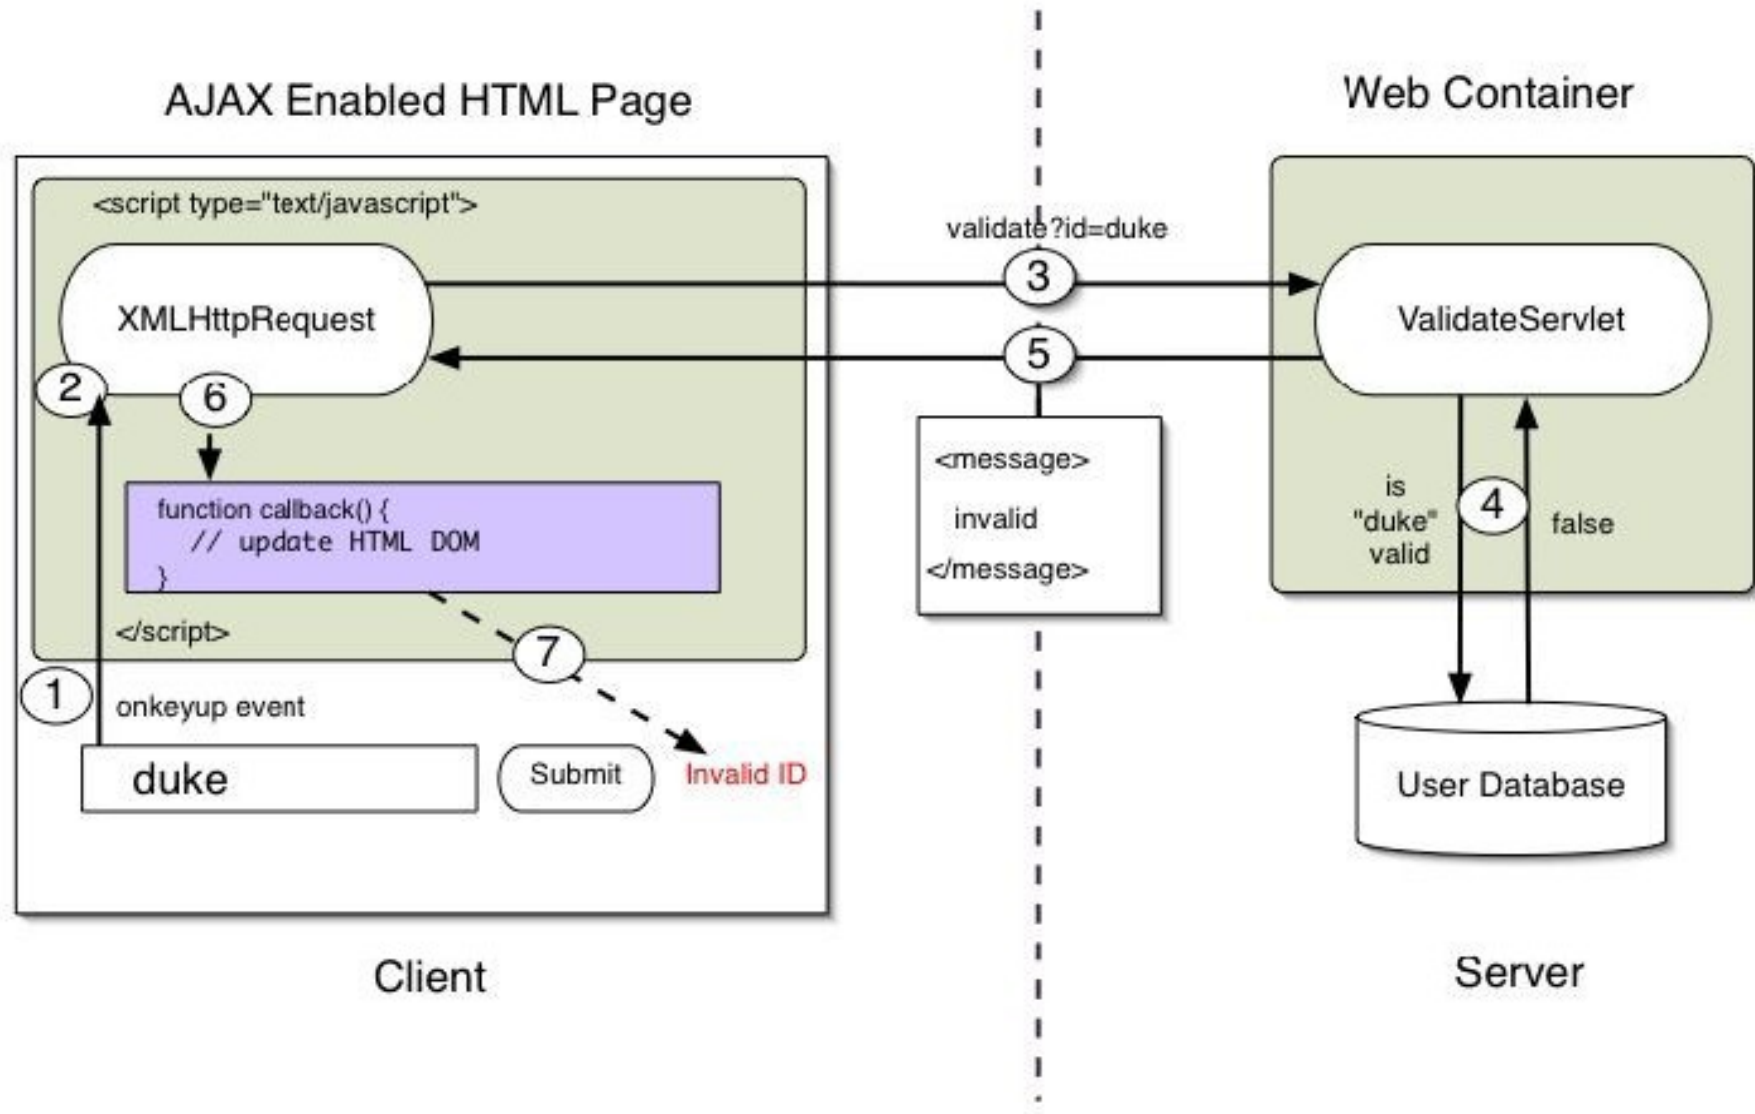 AJAX Enabled HTML Page
Web Container
<script type="text/javascript">
validate?id=duke
3
XMLHttpRequest
ValidateServlet
5
2
6
<message>
invalid
</message>
is
"duke"
valid
4
false
function callback() {
// update HTML DOM
}
</script>
7
1
onkeyup event
duke
Submit
Invalid ID
User Database
Client
Server